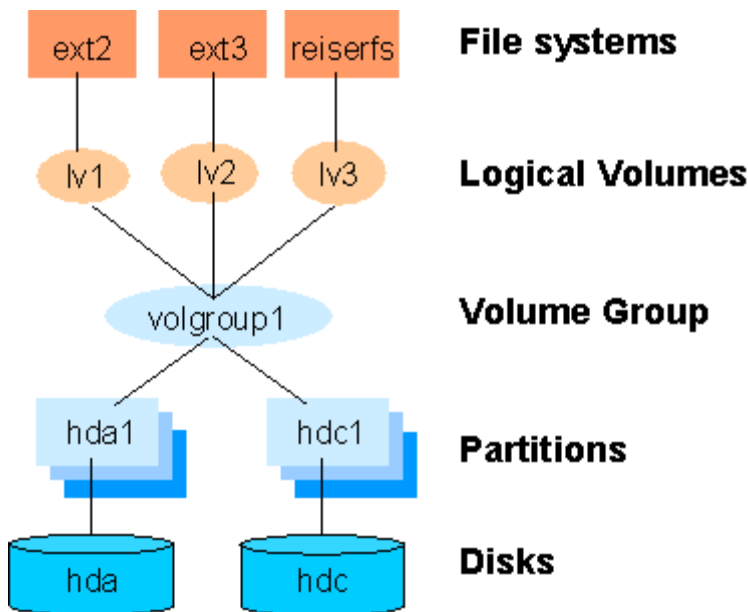 ext2 ext3 reiserfs File systems
lv1 lv2 lv3 Logical Volumes
volgroup1 Volume Group
hda1 hdc1 Partitions
hda hdc Disks